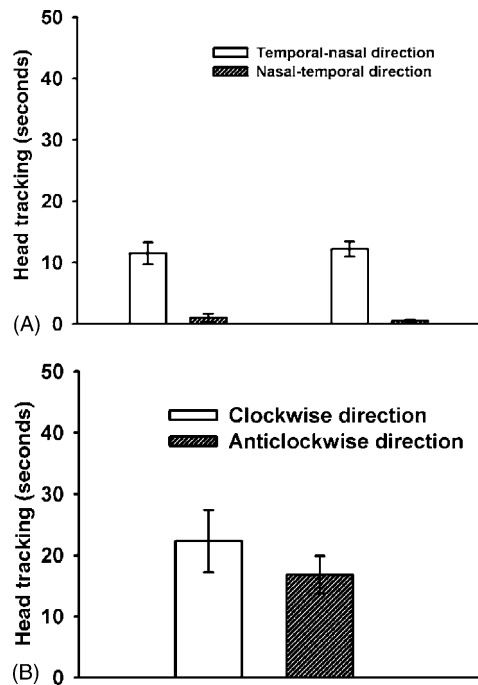 50
40
30
20
10
0
Head tracking (seconds)
Temporal-nasal direction
Nasal-temporal direction
(A)
50
40
30
20
10
0
Head tracking (seconds)
Clockwise direction
Anticlockwise direction
(B)